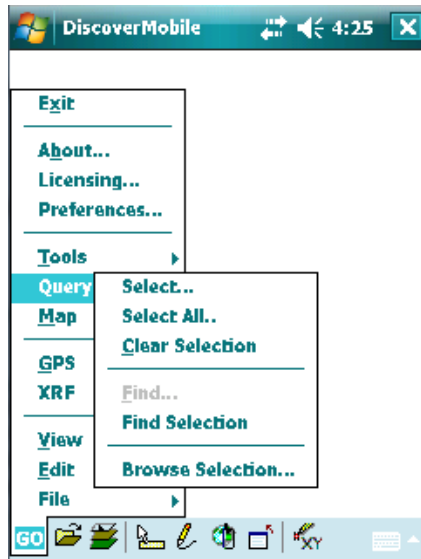 DiscoverMobile 4:25
Exit
About...
Licensing...
Preferences...
Tools
Query
Select...
Map
Select All..
Clear Selection
GPS
XRF
Find...
Find Selection
View
Edit
Browse Selection...
File
GO XY